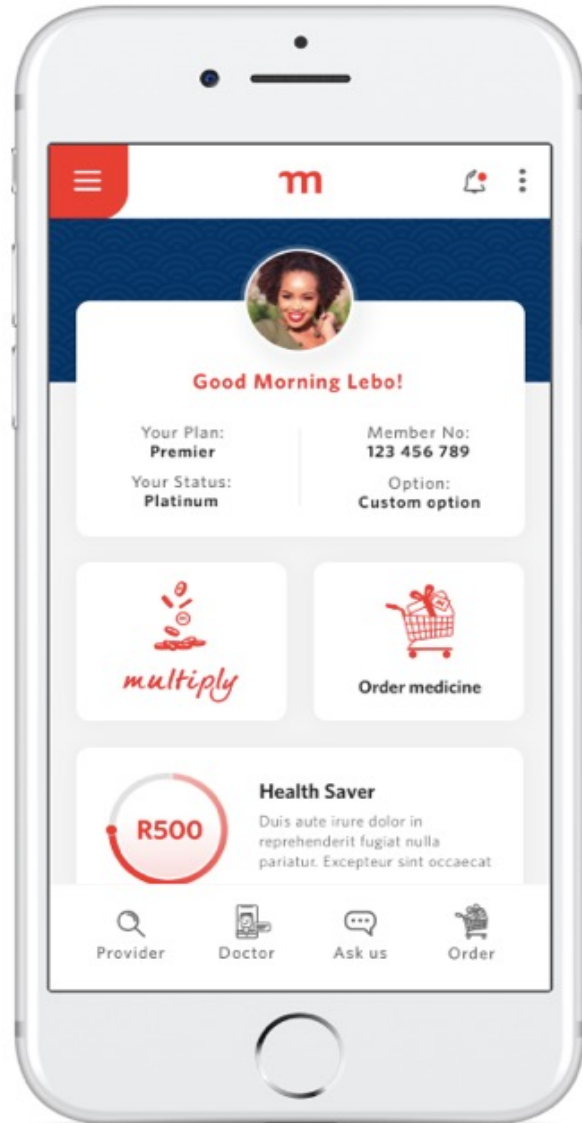 m
Good Morning Lebo!
Your Plan:
Premier
Member No:
123 456 789
Your Status:
Platinum
Option:
Custom option
multiply
Order medicine
R500
Health Saver
Duis aute irure dolor in
reprehenderit fugiat nulla
pariatur. Excepteur sint occaecat
Provider
Doctor
Ask us
Order